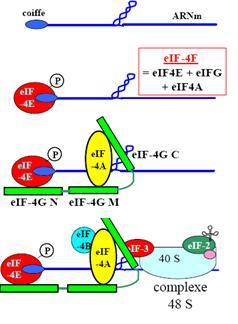 coiffe ARNm
P
eIF-4F
= eIF4E + eIFG
+ eIF4A
eIF
-4E
P
eIF
-4A
eIF-4G C
eIF
-4E
eIF-4G N eIF-4G M
P
eIF
-4B
eIF
-4A
eIF-3
eIF-2
40 S
eIF
-4E
complexe
48 S